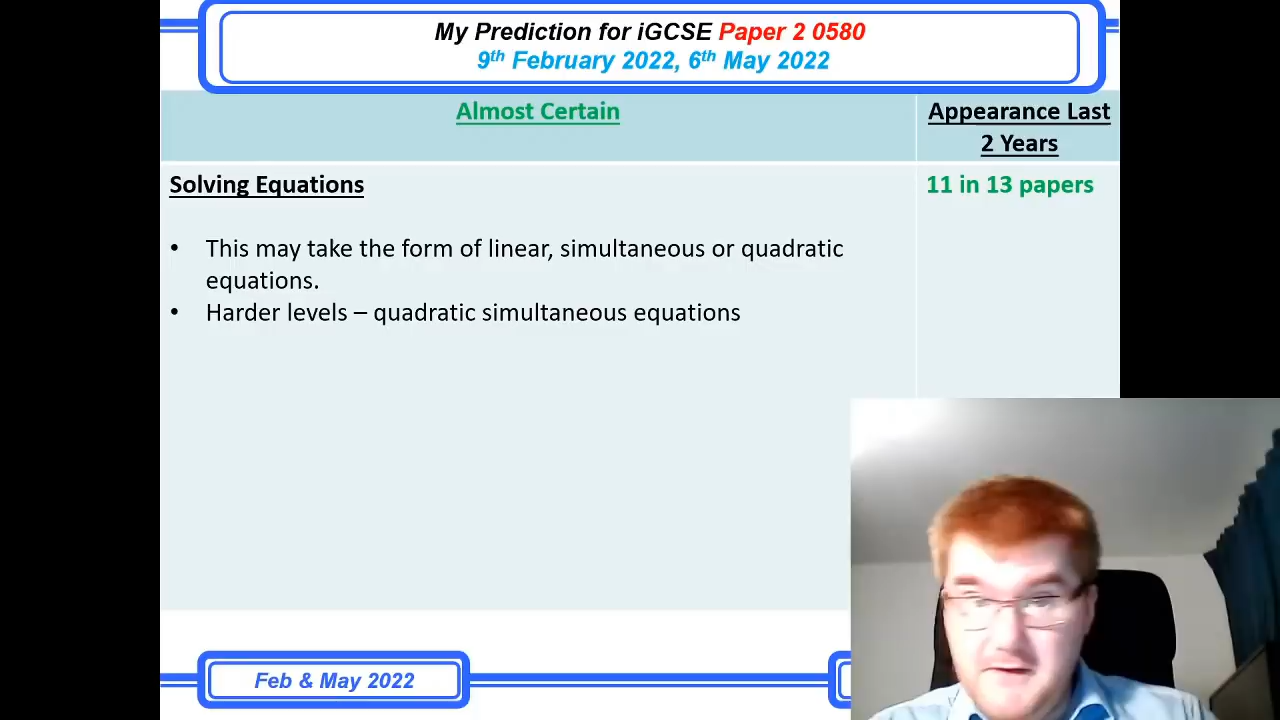 My Prediction for iGCSE Paper 2 0580
9th February 2022, 6th May 2022
Almost Certain
Appearance Last
2 Years
Solving Equations
11 in 13 papers
• This may take the form of linear, simultaneous or quadratic
equations.
• Harder levels – quadratic simultaneous equations
Feb & May 2022